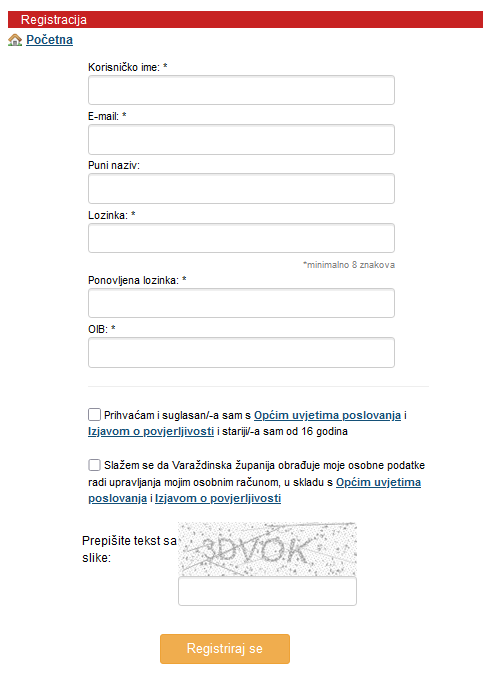 Registracija
Početna
Korisničko ime: *
E-mail: *
Puni naziv:
Lozinka: *
*minimalno 8 znakova
Ponovljena lozinka: *
OIB: *
Prihvaćam i suglasan/-a sam s Općim uvjetima poslovanja i
Izjavom o povjerljivosti i stariji/-a sam od 16 godina
Slažem se da Varaždinska županija obrađuje moje osobne podatke
radi upravljanja mojim osobnim računom, u skladu s Općim uvjetima
poslovanja i Izjavom o povjerljivosti
Prepišite tekst sa
slike:
3DVOK
Registriraj se